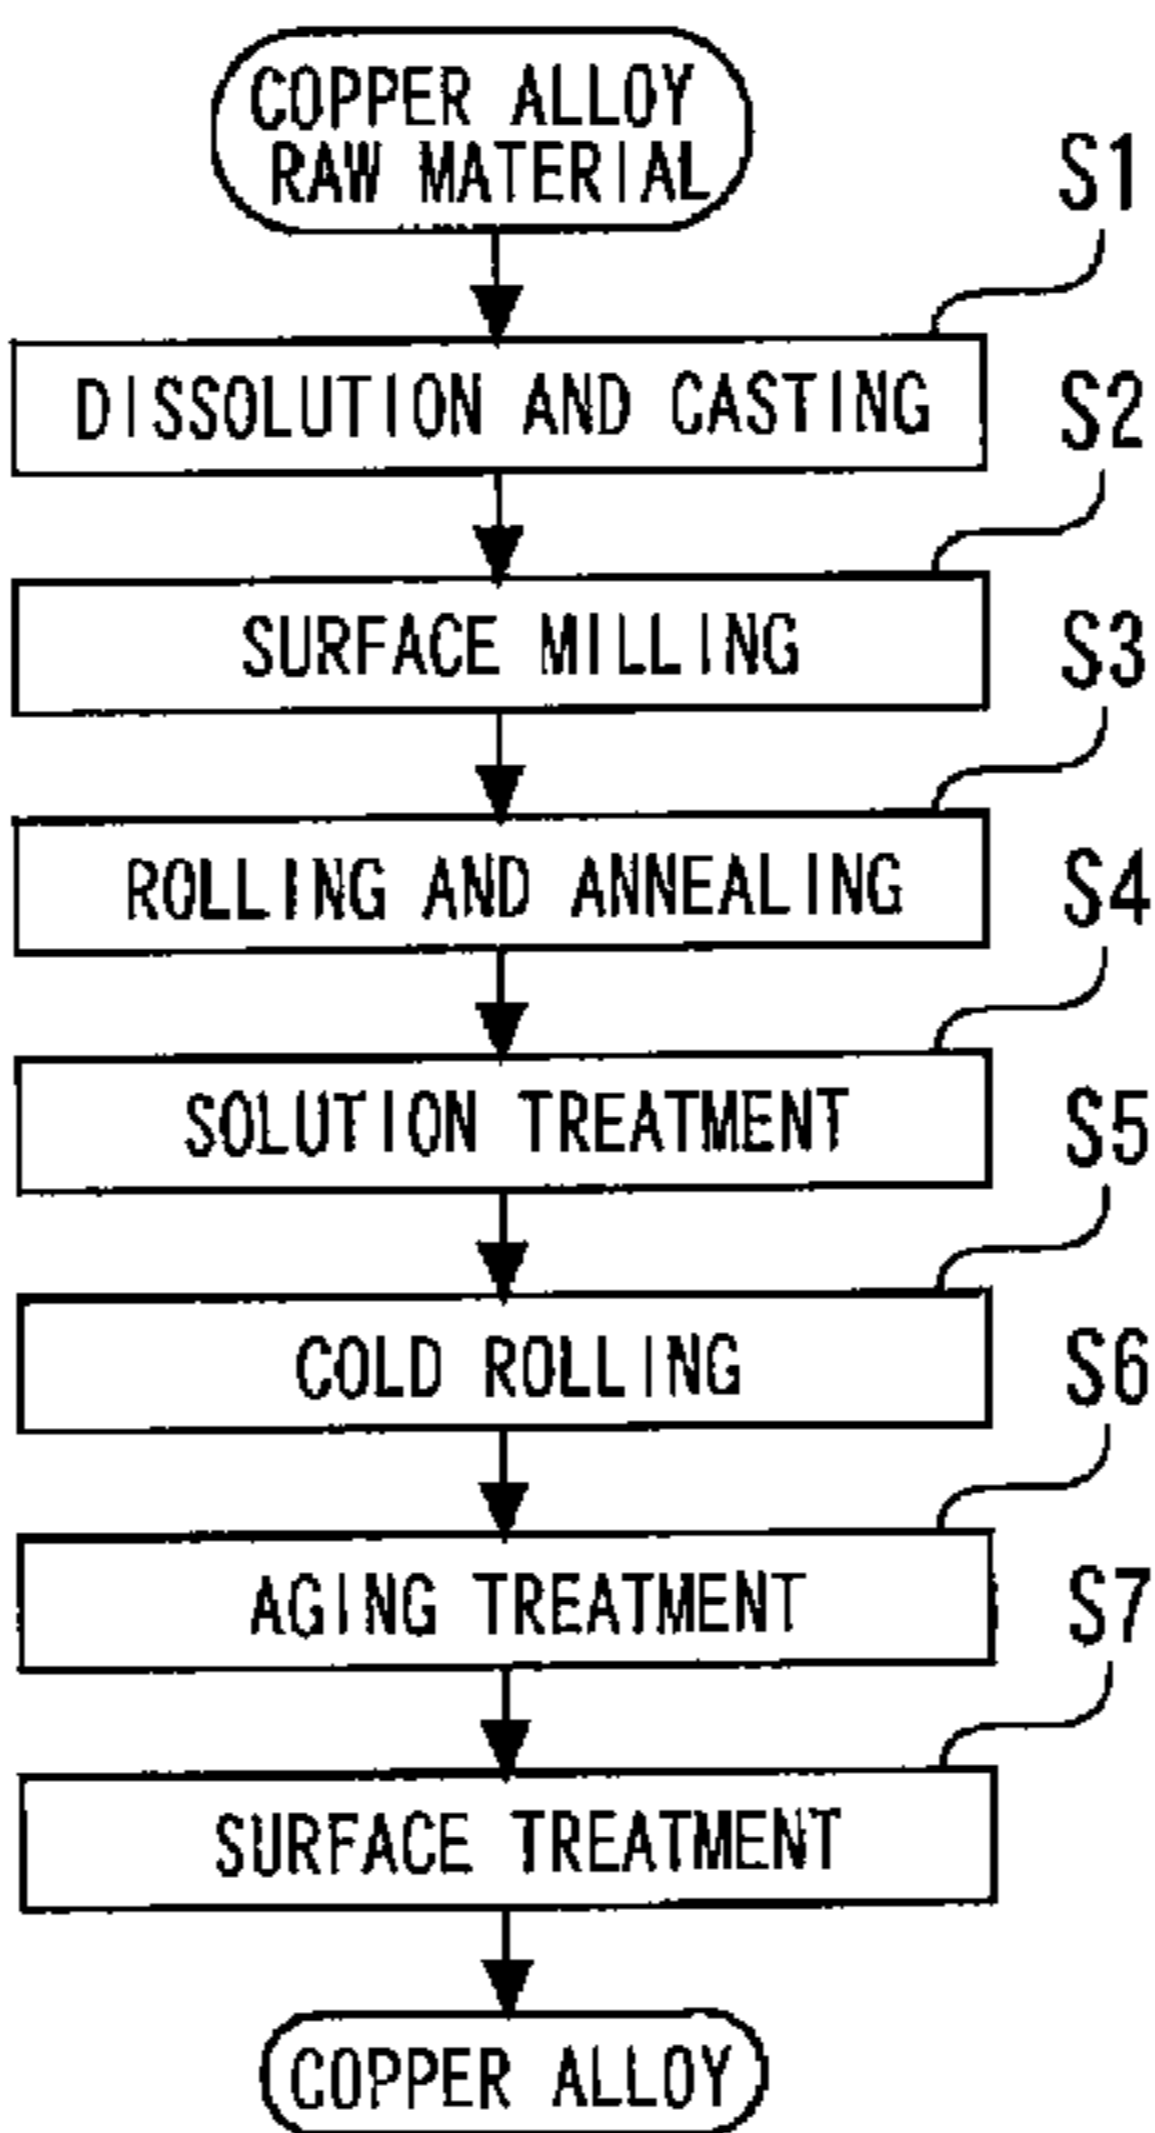 COPPER ALLOY
RAW MATERIAL
S1
DISSOLUTION AND CASTING
S2
SURFACE MILLING
S3
ROLLING AND ANNEALING
S4
SOLUTION TREATMENT
S5
COLD ROLLING
S6
AGING TREATMENT
S7
SURFACE TREATMENT
COPPER ALLOY